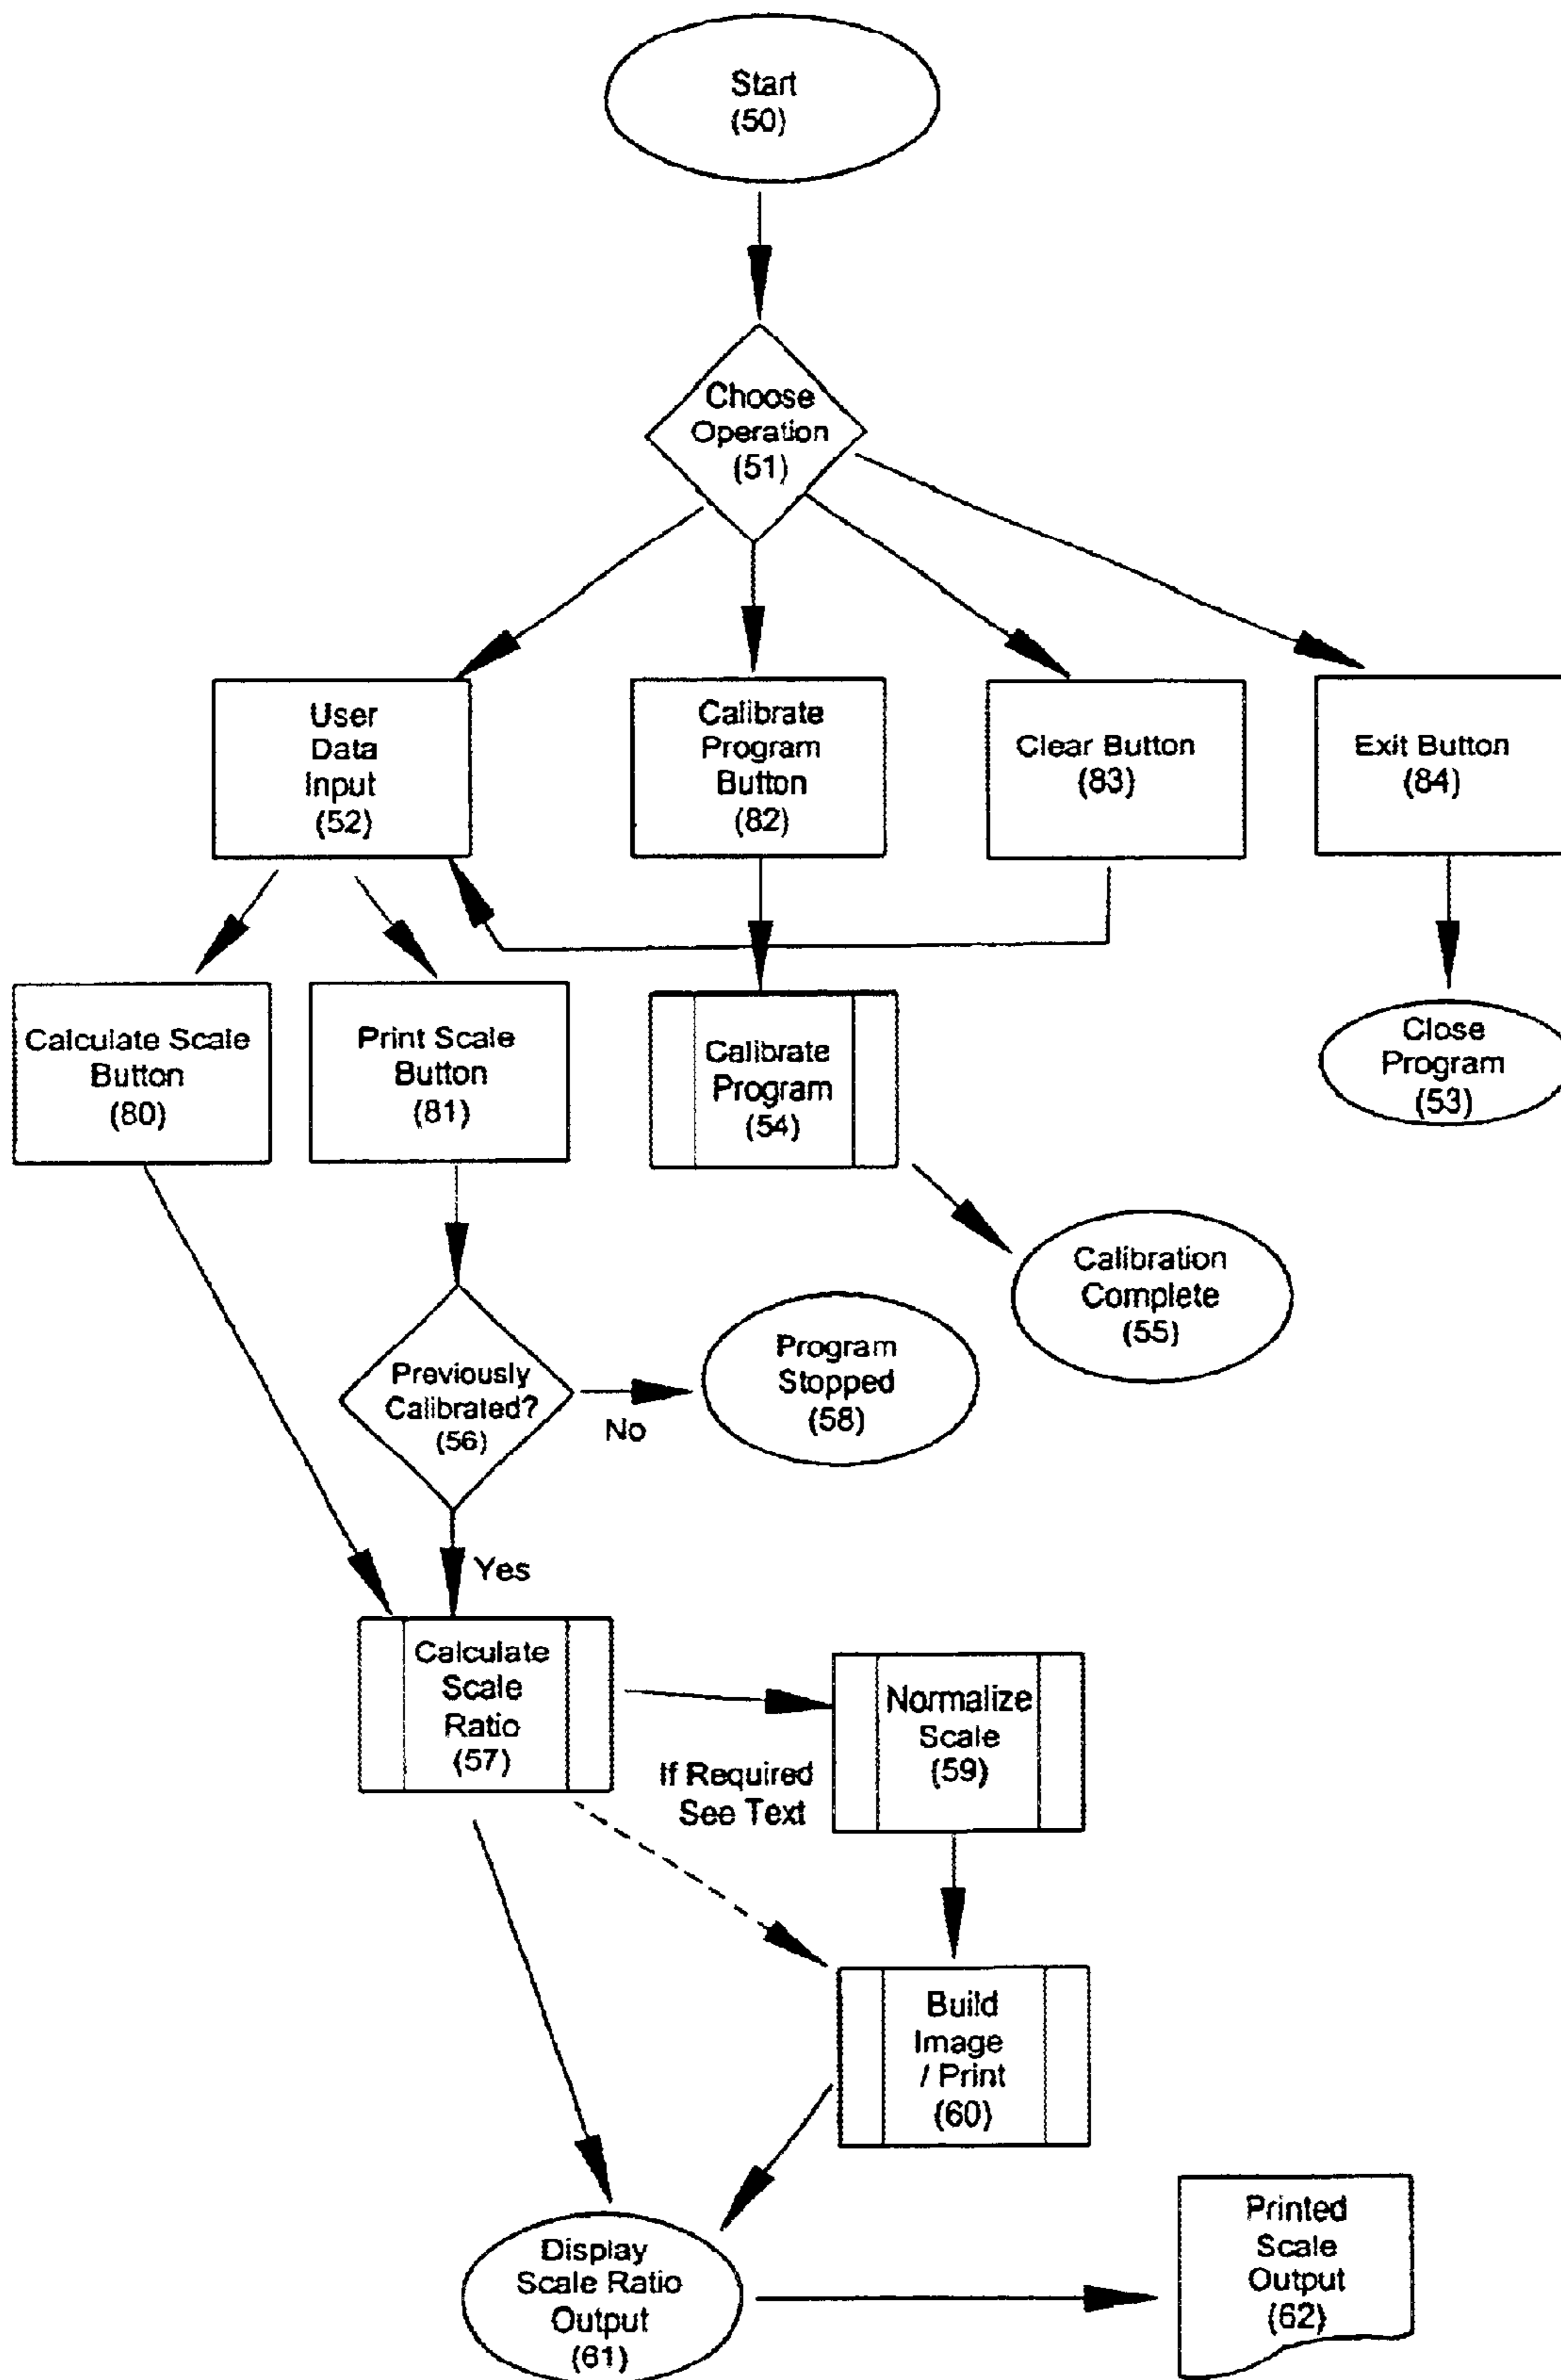 Start
(50)
Choose
Operation
(51)
User
Data
Input
(52)
Calibrate
Program
Button
(82)
Clear Button
(83)
Exit Button
(84)
Calculate Scale
Button
(80)
Print Scale
Button
(81)
Calibrate
Program
(54)
Close
Program
(53)
Calibration
Complete
(55)
Previously
Calibrated?
(56)
No
Program
Stopped
(58)
Yes
Calculate
Scale
Ratio
(57)
If Required
See Text
Normalize
Scale
(59)
Build
Image
/ Print
(60)
Display
Scale Ratio
Output
(61)
Printed
Scale
Output
(62)